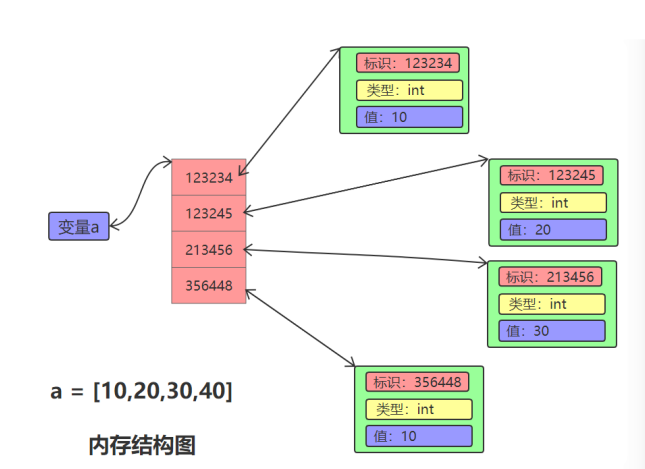 标识：123234
类型：int
值：10
123234
123245
213456
356448
变量a
标识：123245
类型：int
值：20
标识：213456
类型：int
值：30
标识：356448
类型：int
值：10
a = [10,20,30,40]
内存结构图